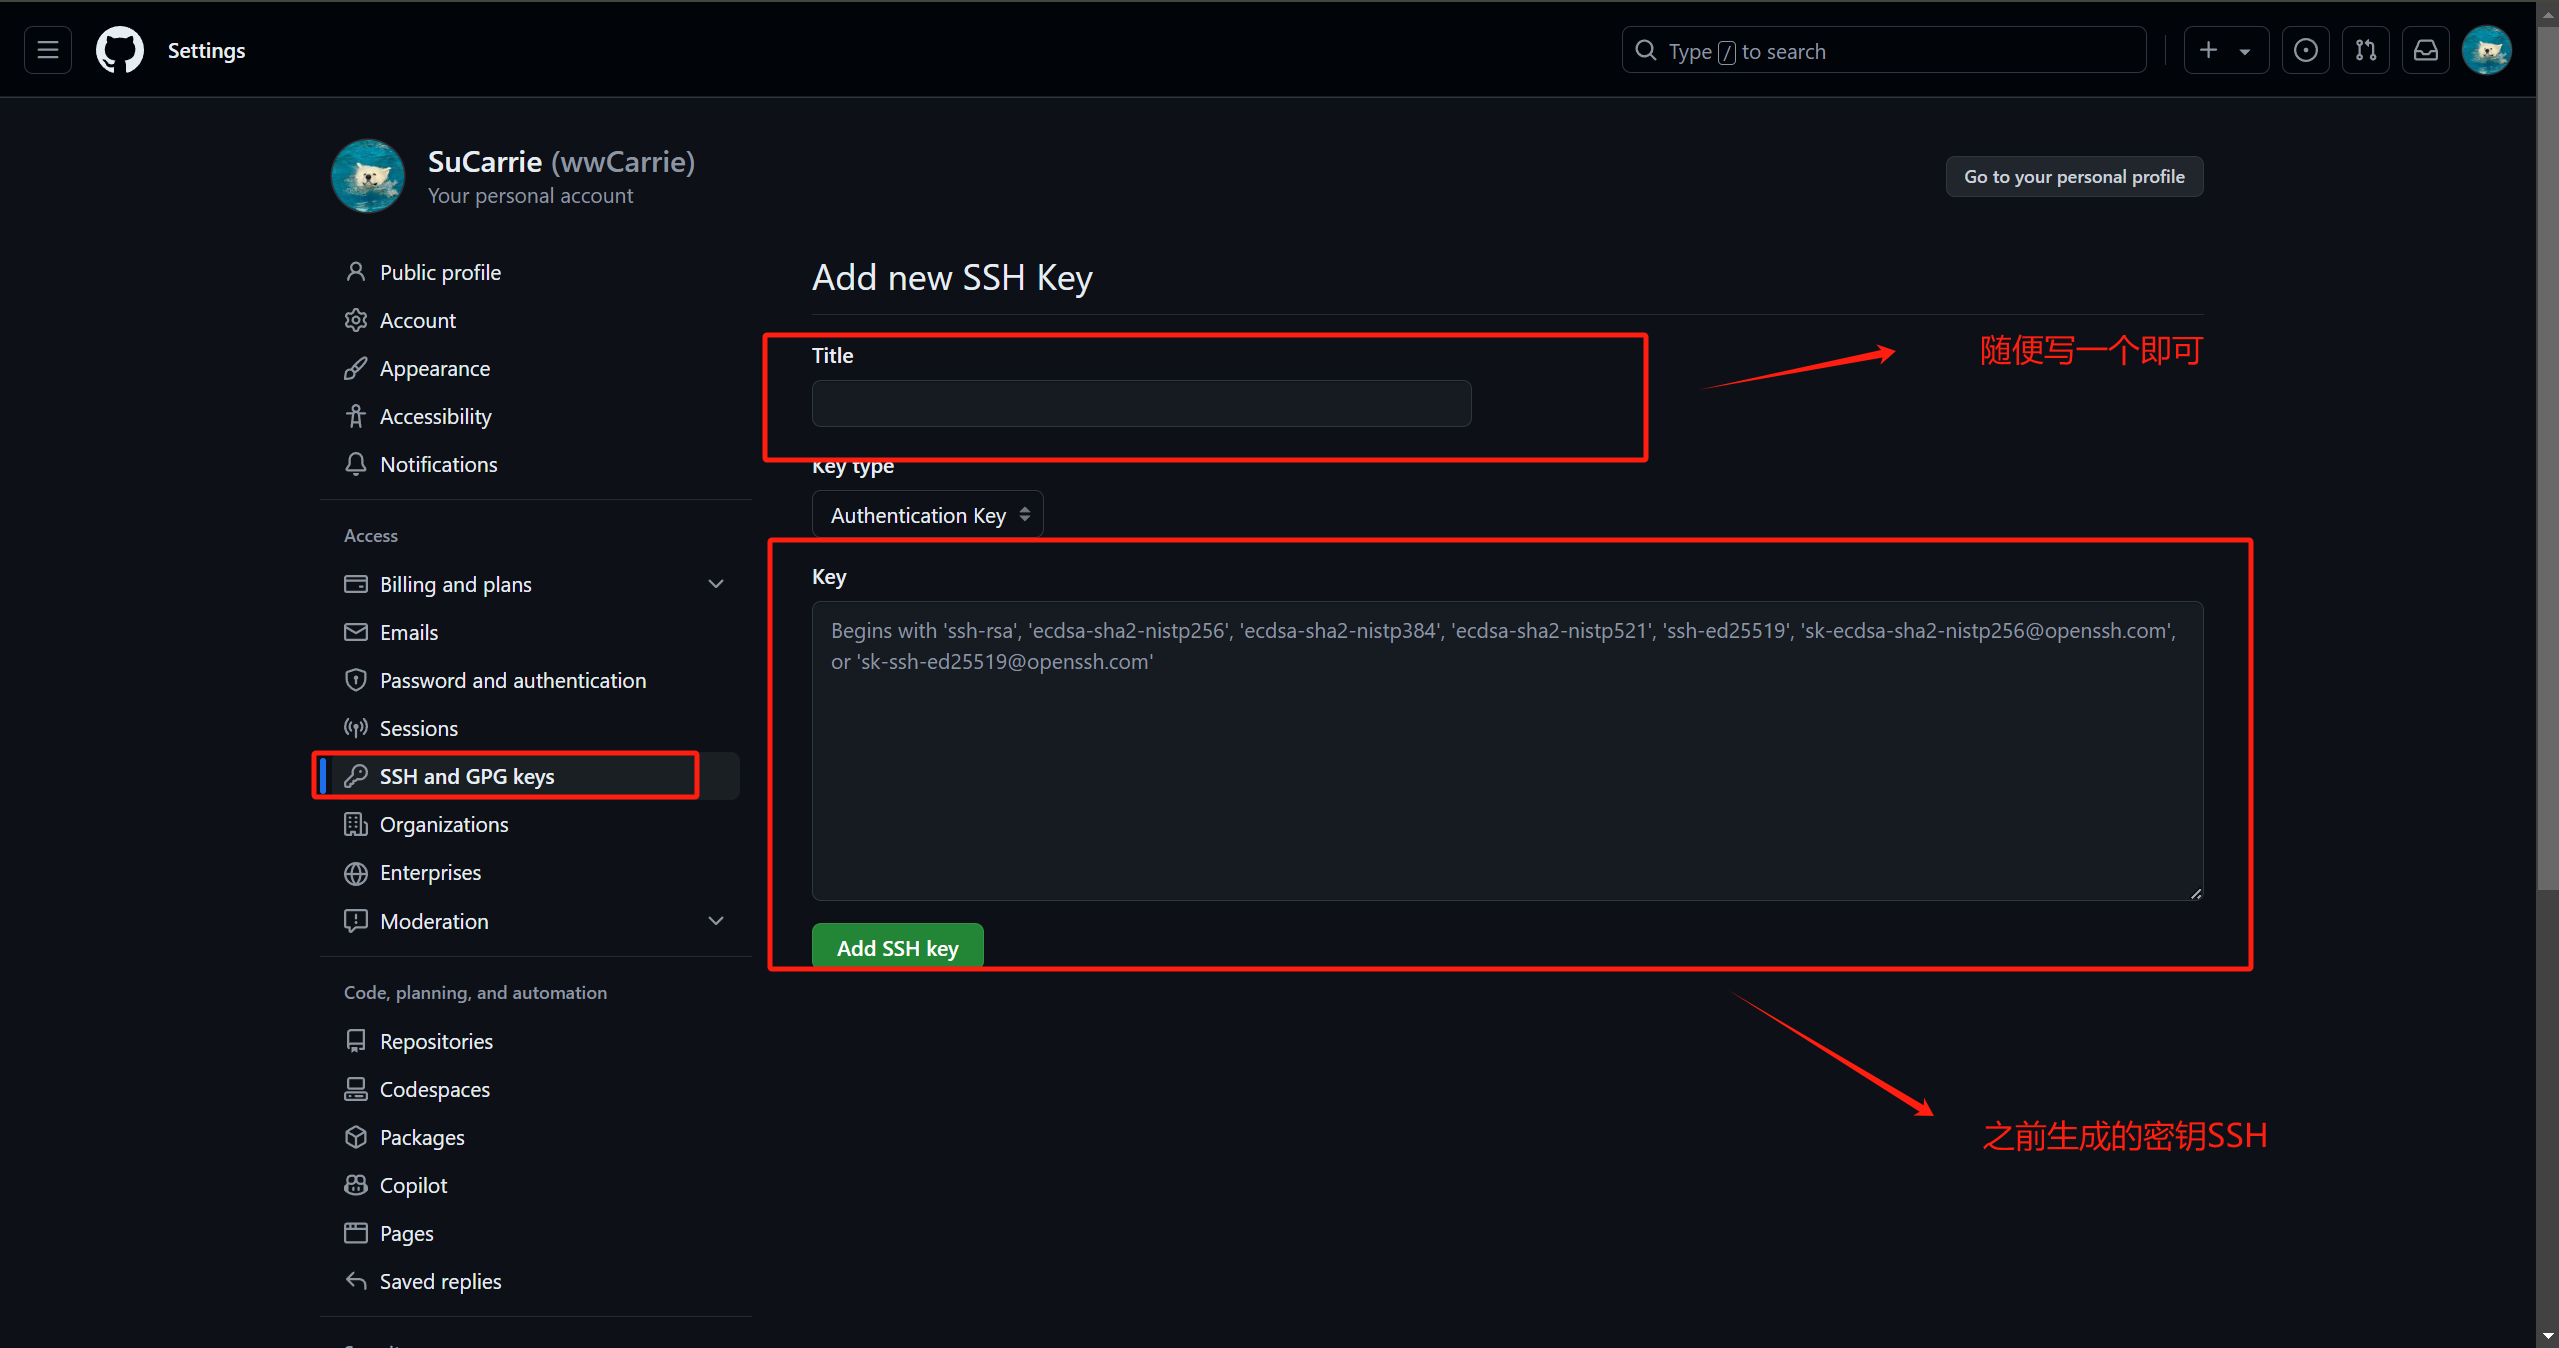 Settings
Type / to search
SuCarrie (wwCarrie)
Your personal account
Go to your personal profile
Public profile
Account
Appearance
Accessibility
Notifications
Access
Billing and plans
Emails
Password and authentication
Sessions
SSH and GPG keys
Organizations
Enterprises
Moderation
Code, planning, and automation
Repositories
Codespaces
Packages
Copilot
Pages
Saved replies
Add new SSH Key
Title
随便写一个即可
Key type
Authentication Key
Key
Begins with 'ssh-rsa', 'ecdsa-sha2-nistp256', 'ecdsa-sha2-nistp384', 'ecdsa-sha2-nistp521', 'ssh-ed25519', 'sk-ecdsa-sha2-nistp256@openssh.com',
or 'sk-ssh-ed25519@openssh.com'
Add SSH key
之前生成的密钥SSH